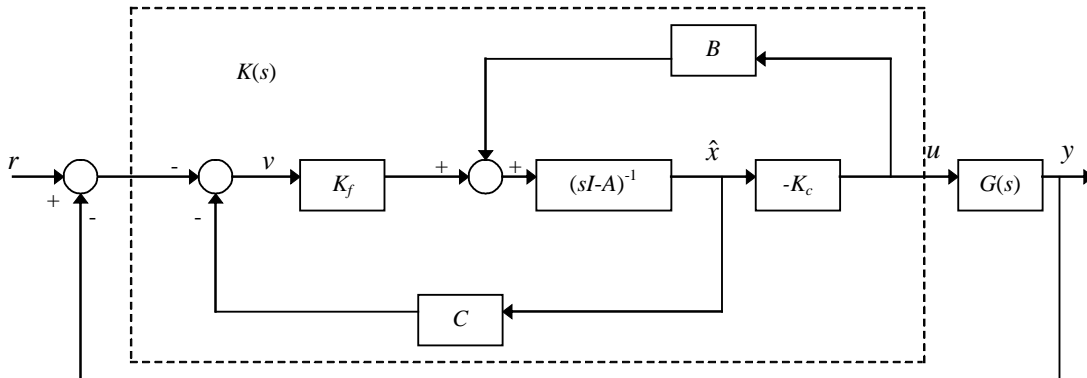 B
K(s)
r
-
v
K_f
+
+
(sI-A)^{-1}
x̂
-K_c
u
G(s)
y
+
-
-
C